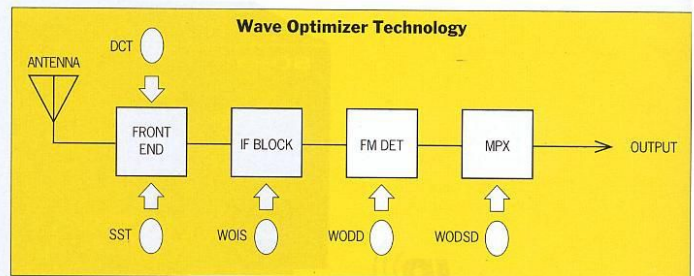 Wave Optimizer Technology
DCT
ANTENNA
FRONT
END
IF BLOCK
FM DET
MPX
OUTPUT
SST
WOIS
WODD
WODSD